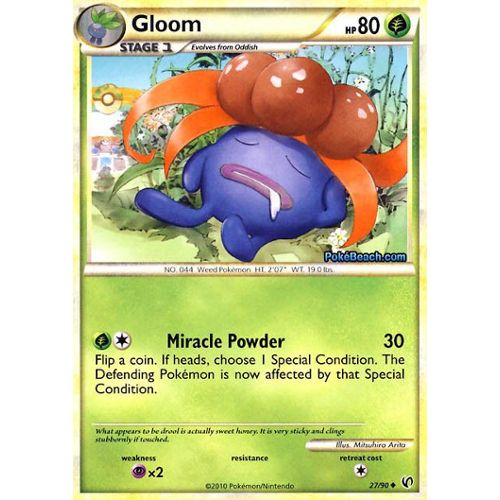 Gloom HP 80
STAGE 1 Evolves from Oddish
PokéBeach.com
NO. 044 Weed Pokémon HT. 2'07" WT. 19.0 lbs.
Miracle Powder 30
Flip a coin. If heads, choose 1 Special Condition. The
Defending Pokémon is now affected by that Special
Condition.
What appears to be drool is actually sweet honey. It is very sticky and clings
stubbornly if touched.
Illus. Mitsuhiro Arita
weakness resistance retreat cost
×2
©2010 Pokémon/Nintendo 27/90